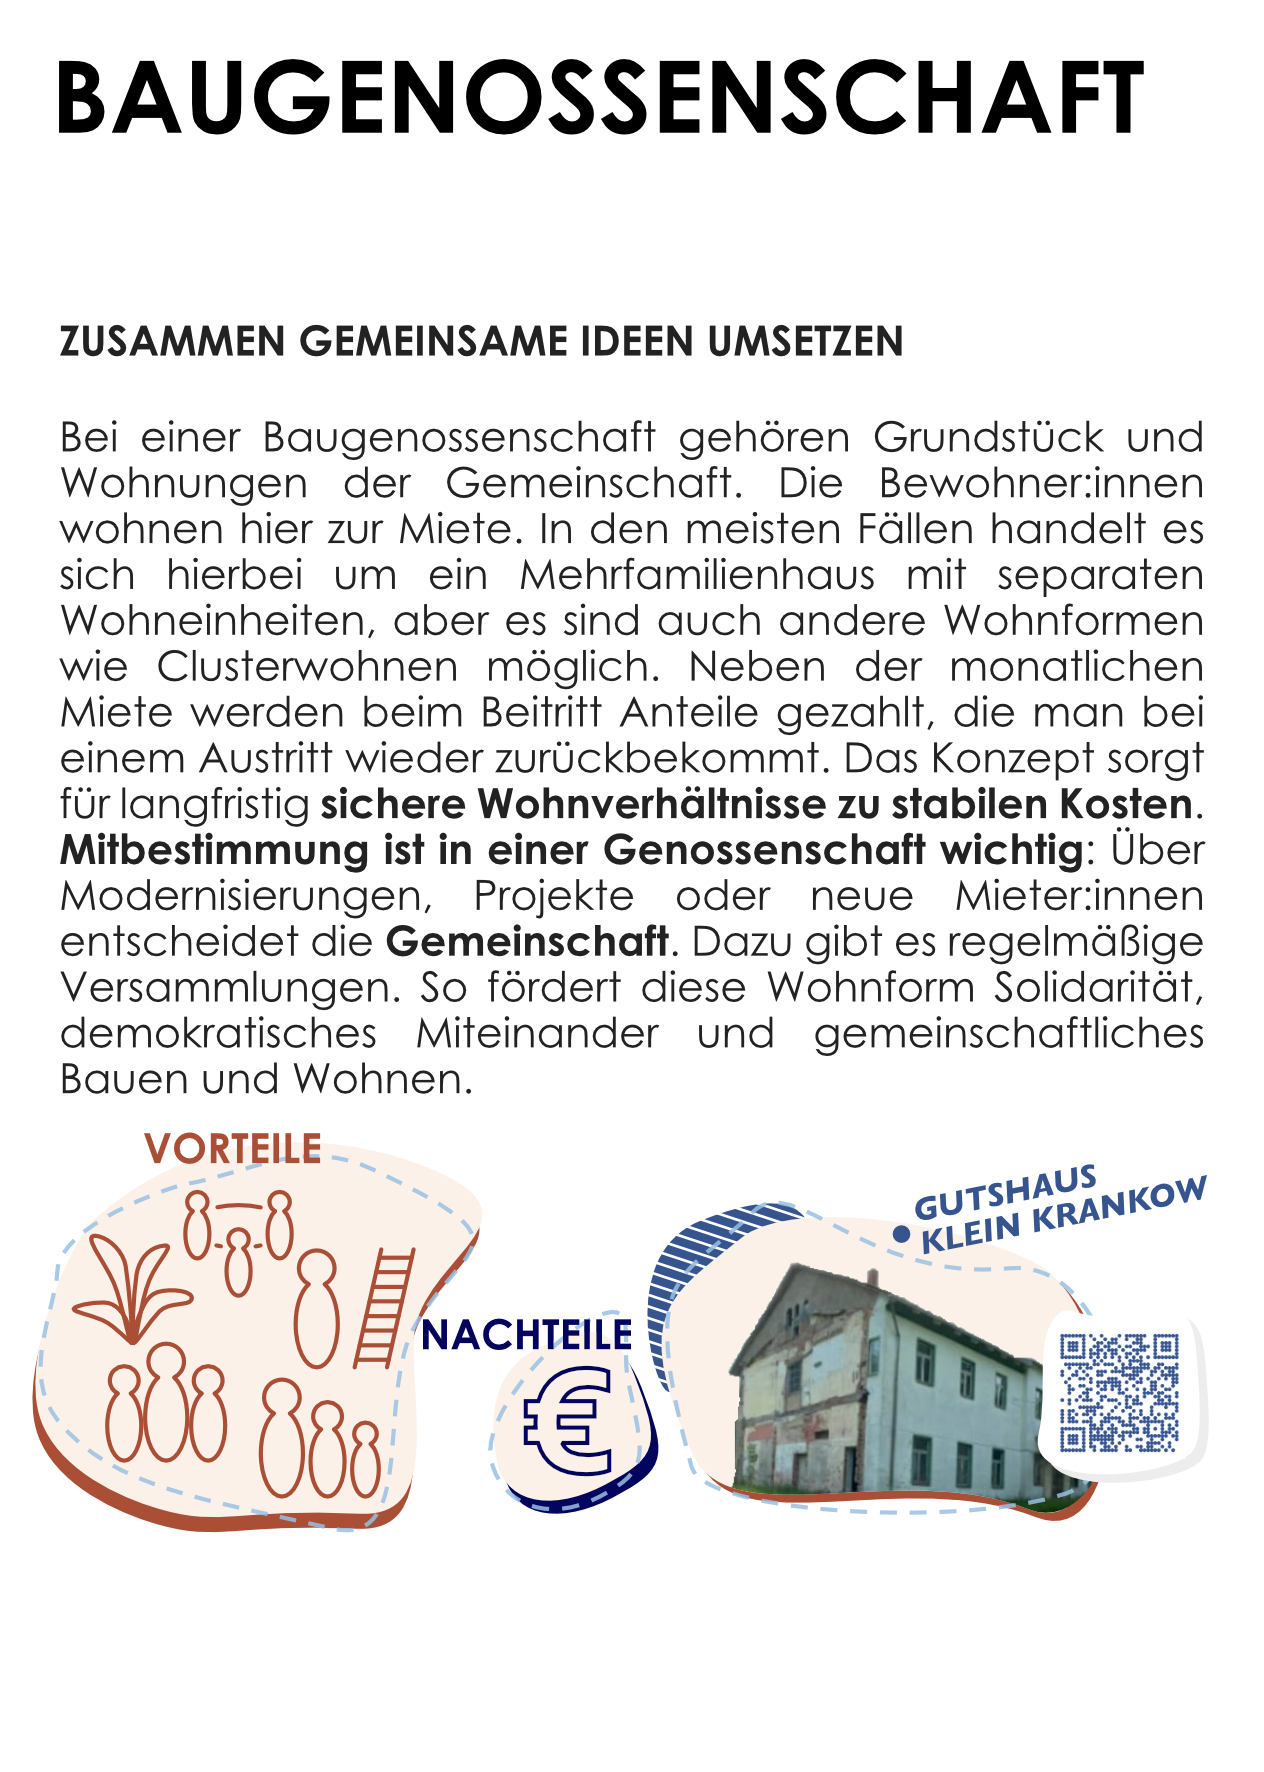 BAUGENOSSENSCHAFT
ZUSAMMEN GEMEINSAME IDEEN UMSETZEN
Bei einer Baugenossenschaft gehören Grundstück und
Wohnungen der Gemeinschaft. Die Bewohner:innen
wohnen hier zur Miete. In den meisten Fällen handelt es
sich hierbei um ein Mehrfamilienhaus mit separaten
Wohneinheiten, aber es sind auch andere Wohnformen
wie Clusterwohnen möglich. Neben der monatlichen
Miete werden beim Beitritt Anteile gezahlt, die man bei
einem Austritt wieder zurückbekommt. Das Konzept sorgt
für langfristig sichere Wohnverhältnisse zu stabilen Kosten.
Mitbestimmung ist in einer Genossenschaft wichtig: Über
Modernisierungen, Projekte oder neue Mieter:innen
entscheidet die Gemeinschaft. Dazu gibt es regelmäßige
Versammlungen. So fördert diese Wohnform Solidarität,
demokratisches Miteinander und gemeinschaftliches
Bauen und Wohnen.
VORTEILE
NACHTEILE
€
GUTSHAUS
KLEIN KRANKOW